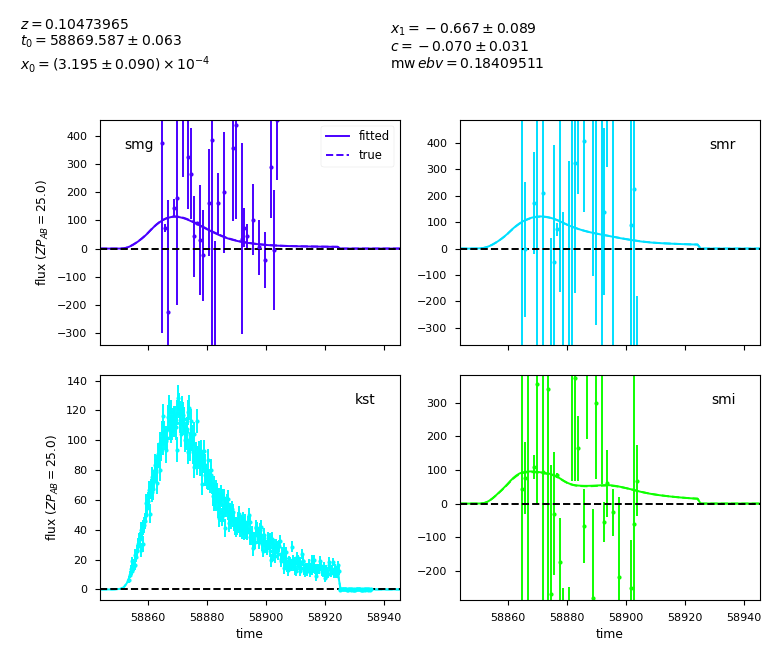 z = 0.10473965
t₀ = 58869.587 ± 0.063
x₀ = (3.195 ± 0.090) × 10⁻⁴
x₁ = −0.667 ± 0.089
c = −0.070 ± 0.031
mw ebv = 0.18409511
smg
fitted
true
400
300
200
100
0
−100
−200
−300
flux (ZP_AB = 25.0)
smr
400
300
200
100
0
−100
−200
−300
kst
140
120
100
80
60
40
20
0
flux (ZP_AB = 25.0)
58860 58880 58900 58920 58940
time
smi
300
200
100
0
−100
−200
58860 58880 58900 58920 58940
time